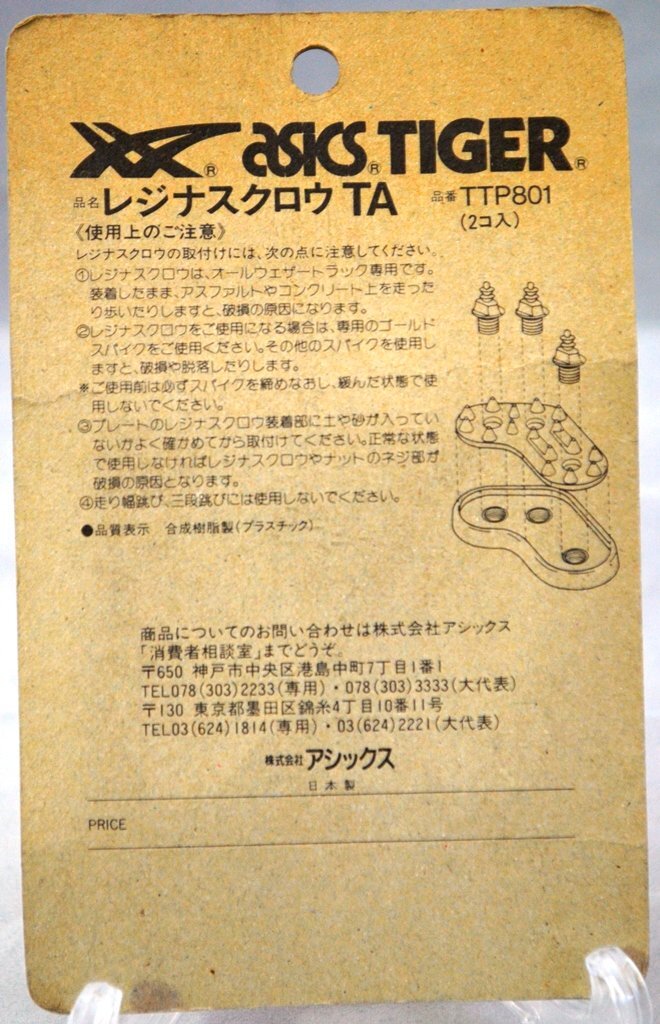 asics® TIGER®
品名 レジナスクロウ TA 品番 TTP801
(2コ入)
《使用上のご注意》
レジナスクロウの取付けには、次の点に注意してください。
①レジナスクロウは、オールウェザートラック専用です。
装着したまま、アスファルトやコンクリート上を走った
り歩いたりしますと、破損の原因になります。
②レジナスクロウをご使用になる場合は、専用のゴールド
スパイクをご使用ください。その他のスパイクを使用し
ますと、破損や脱落したりします。
※ご使用前は必ずスパイクを締めなおし、緩んだ状態で使
用しないでください。
③プレートのレジナスクロウ装着部に土や砂が入ってい
ないかよく確かめてから取付けてください。正常な状態
で使用しなければレジナスクロウやナットのネジ部が
破損の原因となります。
④走り幅跳び、三段跳びには使用しないでください。
●品質表示 合成樹脂製(プラスチック)
商品についてのお問い合わせは株式会社アシックス
「消費者相談室」までどうぞ。
〒650 神戸市中央区港島中町7丁目1番1
TEL078(303)2233(専用)・078(303)3333(大代表)
〒130 東京都墨田区錦糸4丁目10番11号
TEL03(624)1814(専用)・03(624)2221(大代表)
株式会社 アシックス
日本製
PRICE